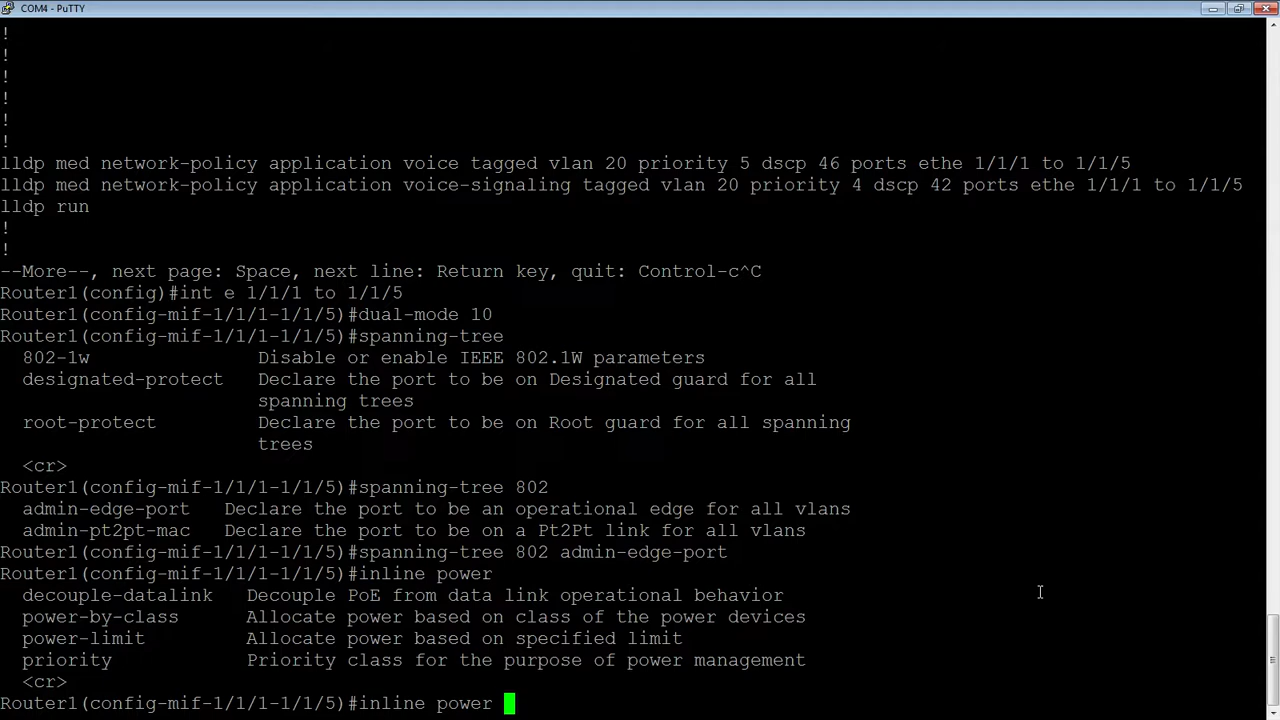 COM4 - PuTTY
!
!
!
!
!
!
lldp med network-policy application voice tagged vlan 20 priority 5 dscp 46 ports ethe 1/1/1 to 1/1/5
lldp med network-policy application voice-signaling tagged vlan 20 priority 4 dscp 42 ports ethe 1/1/1 to 1/1/5
lldp run
!
!
--More--, next page: Space, next line: Return key, quit: Control-c^C
Router1(config)#int e 1/1/1 to 1/1/5
Router1(config-mif-1/1/1-1/1/5)#dual-mode 10
Router1(config-mif-1/1/1-1/1/5)#spanning-tree
802-1w Disable or enable IEEE 802.1W parameters
designated-protect Declare the port to be on Designated guard for all
spanning trees
root-protect Declare the port to be on Root guard for all spanning
trees
<cr>
Router1(config-mif-1/1/1-1/1/5)#spanning-tree 802
admin-edge-port Declare the port to be an operational edge for all vlans
admin-pt2pt-mac Declare the port to be on a Pt2Pt link for all vlans
Router1(config-mif-1/1/1-1/1/5)#spanning-tree 802 admin-edge-port
Router1(config-mif-1/1/1-1/1/5)#inline power
decouple-datalink Decouple PoE from data link operational behavior
power-by-class Allocate power based on class of the power devices
power-limit Allocate power based on specified limit
priority Priority class for the purpose of power management
<cr>
Router1(config-mif-1/1/1-1/1/5)#inline power